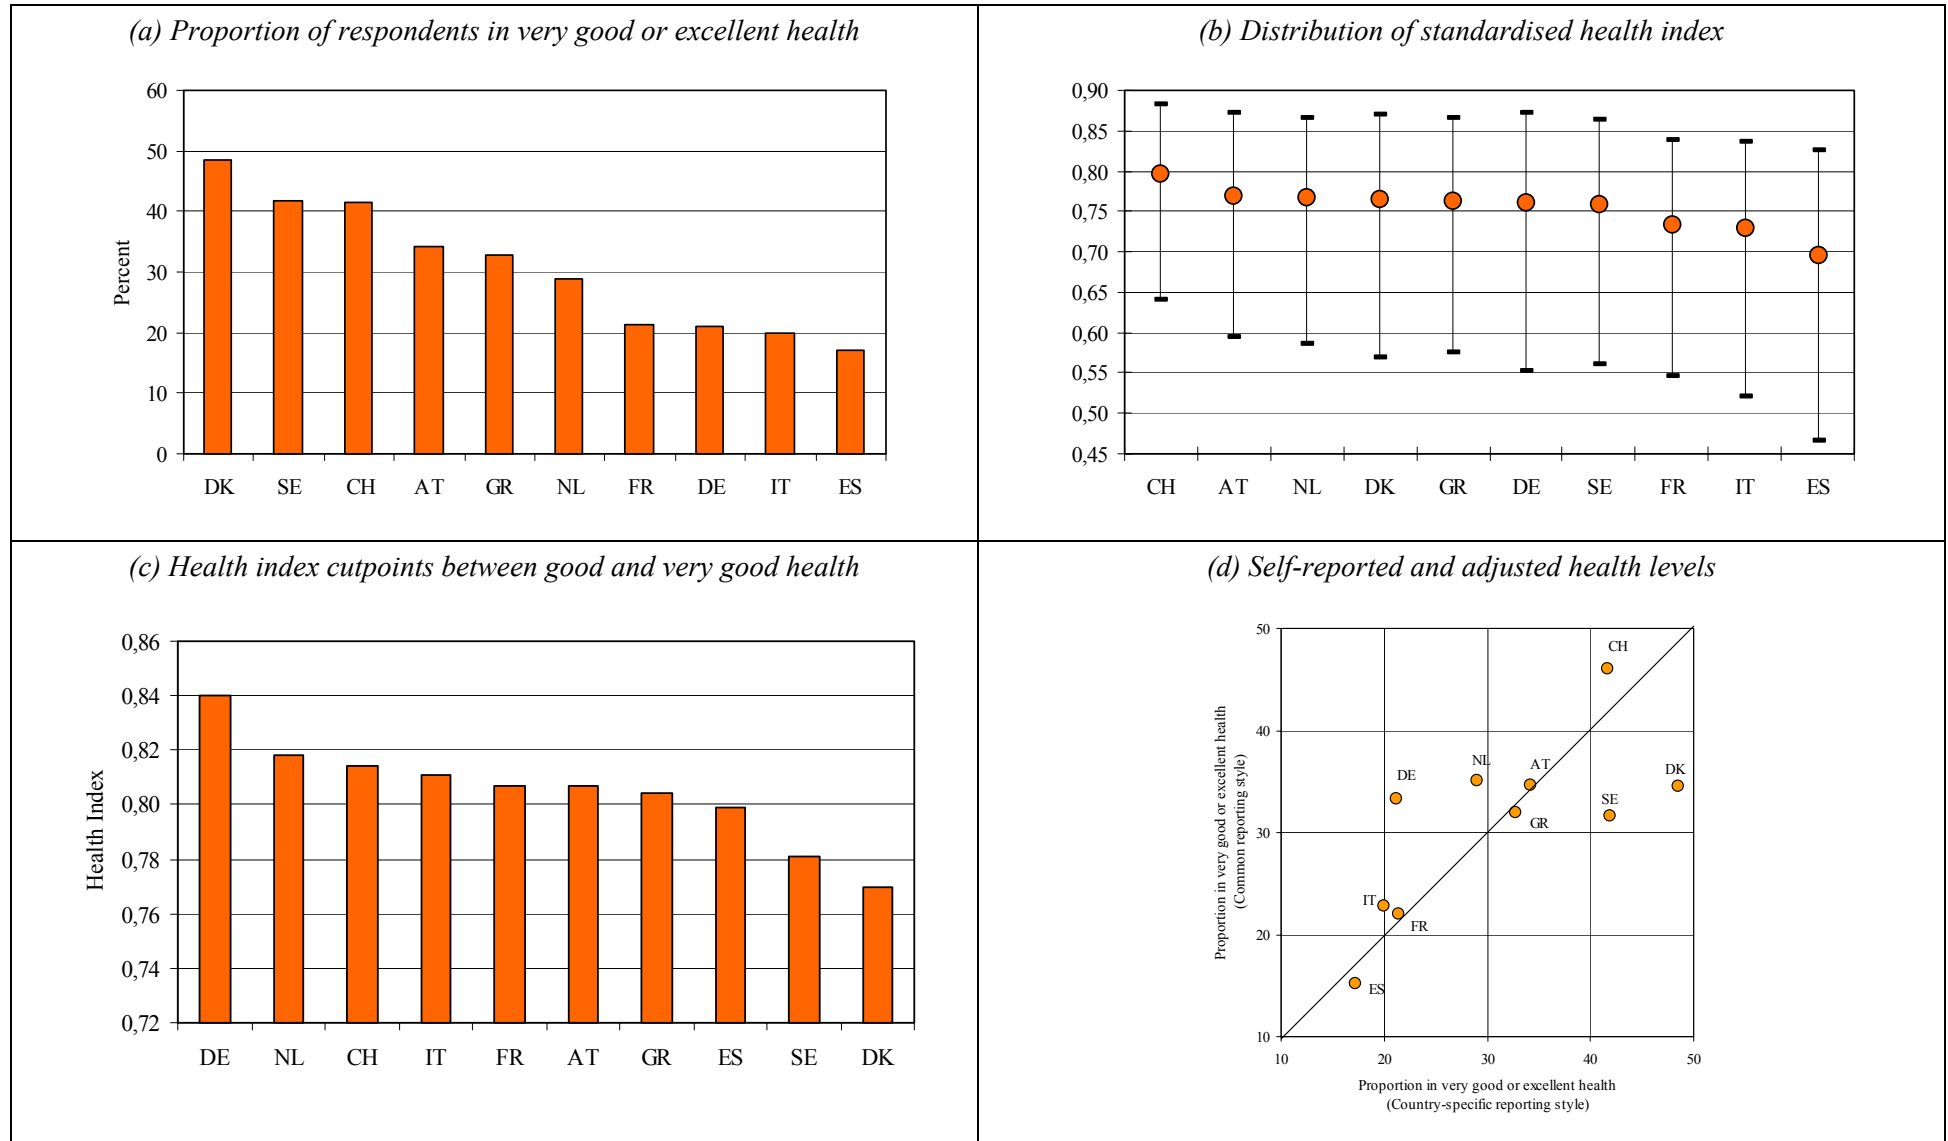 (a) Proportion of respondents in very good or excellent health
60
50
40
30
20
10
0
Percent
DK SE CH AT GR NL FR DE IT ES
(b) Distribution of standardised health index
0,90
0,85
0,80
0,75
0,70
0,65
0,60
0,55
0,50
0,45
CH AT NL DK GR DE SE FR IT ES
(c) Health index cutpoints between good and very good health
0,86
0,84
0,82
0,80
0,78
0,76
0,74
0,72
Health Index
DE NL CH IT FR AT GR ES SE DK
(d) Self-reported and adjusted health levels
50
40
30
20
10
Proportion in very good or excellent health
(Common reporting style)
CH
NL
AT
DE
DK
SE
GR
IT
FR
ES
10 20 30 40 50
Proportion in very good or excellent health
(Country-specific reporting style)